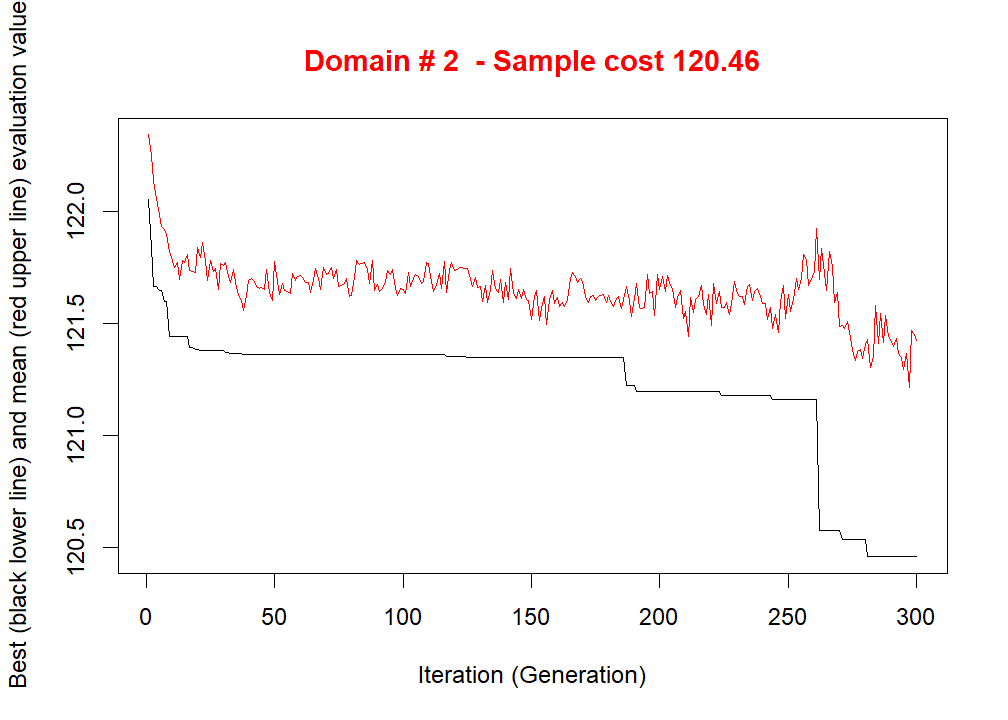 Domain # 2  - Sample cost 120.46
Best (black lower line) and mean (red upper line) evaluation value
122.0
121.5
121.0
120.5
0 50 100 150 200 250 300
Iteration (Generation)